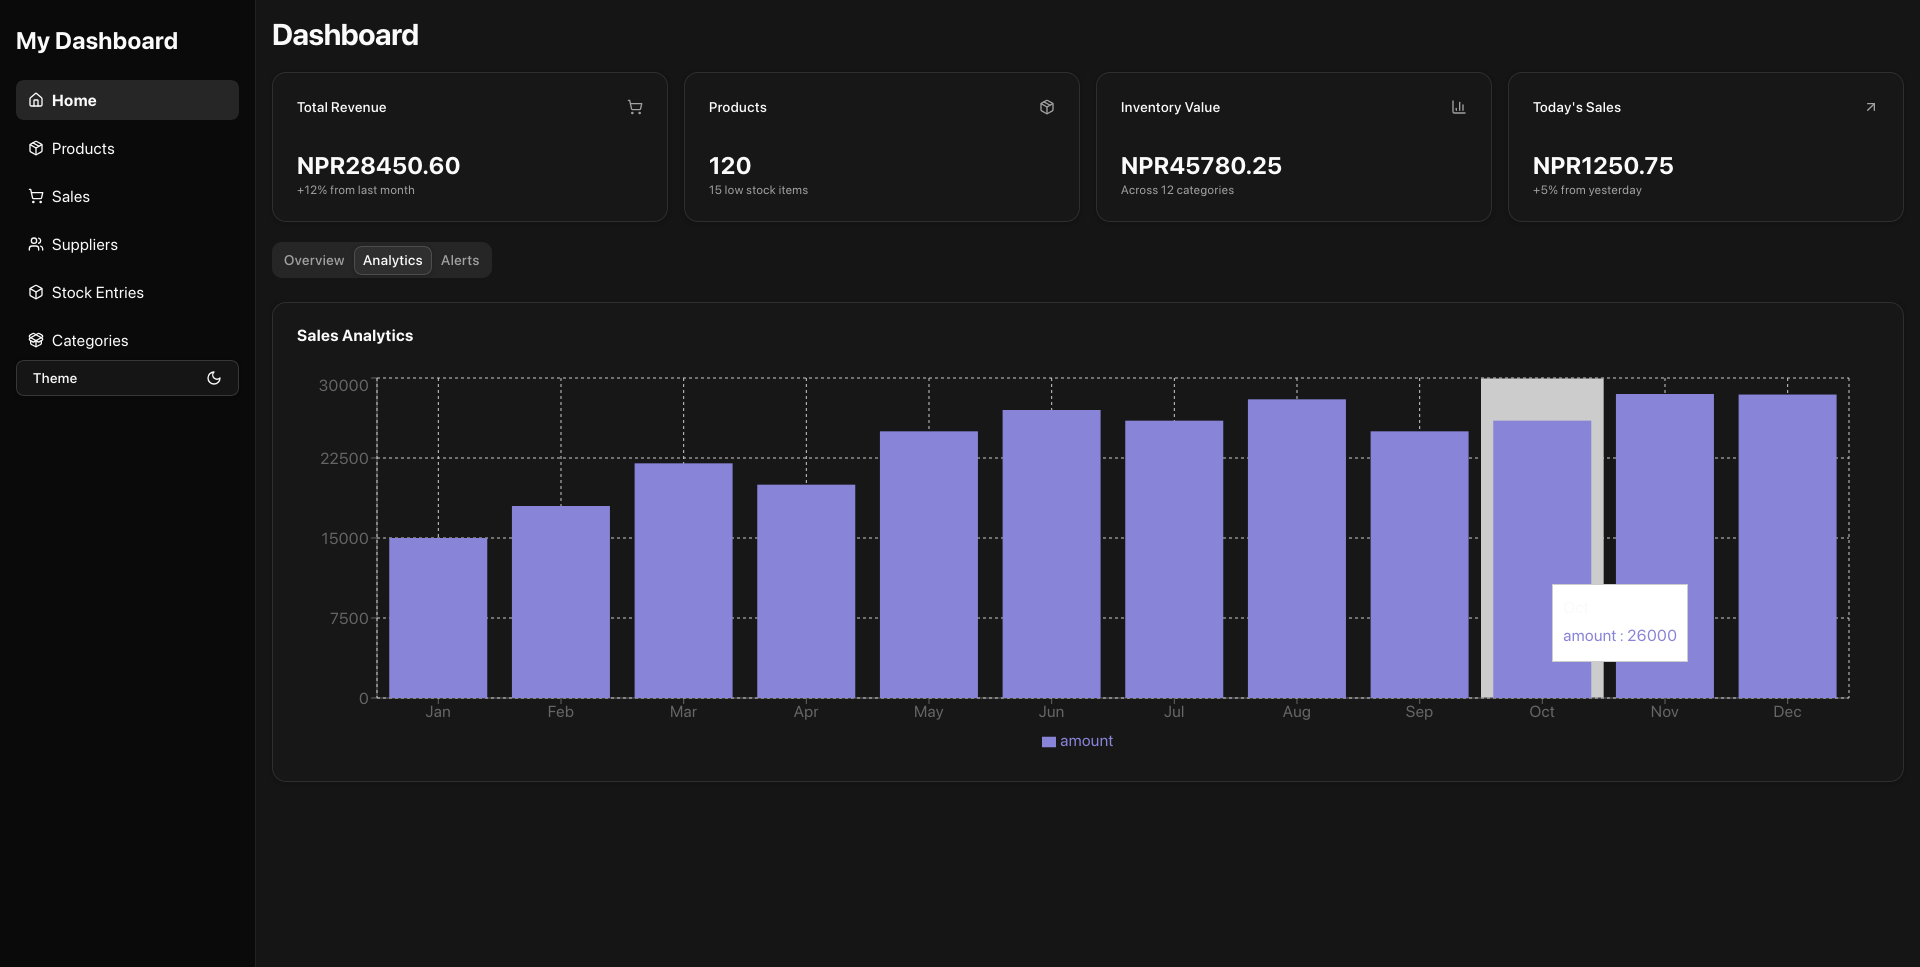 My Dashboard
Home
Products
Sales
Suppliers
Stock Entries
Categories
Theme
Dashboard
Total Revenue
NPR28450.60
+12% from last month
Products
120
15 low stock items
Inventory Value
NPR45780.25
Across 12 categories
Today's Sales
NPR1250.75
+5% from yesterday
Overview Analytics Alerts
Sales Analytics
30000
22500
15000
7500
0
Jan Feb Mar Apr May Jun Jul Aug Sep Oct Nov Dec
amount : 26000
amount